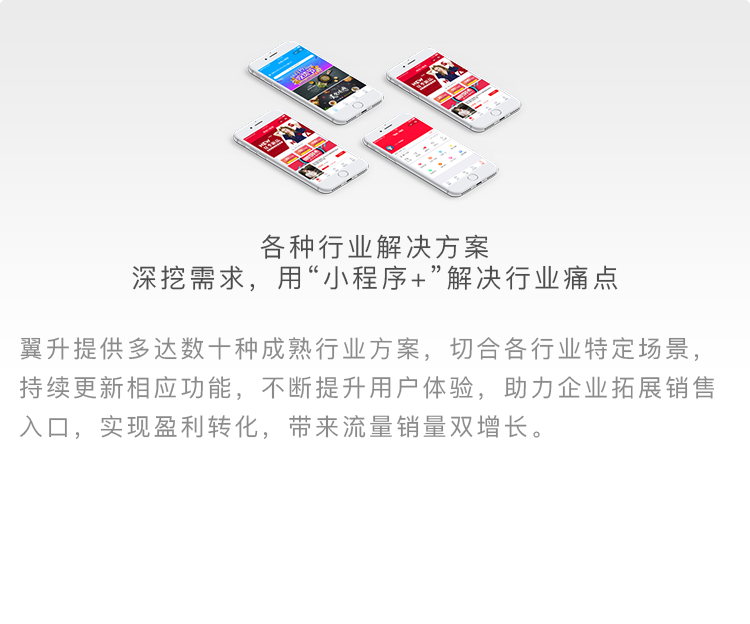 各种行业解决方案
深挖需求，用“小程序+”解决行业痛点
翼升提供多达数十种成熟行业方案，切合各行业特定场景，
持续更新相应功能，不断提升用户体验，助力企业拓展销售
入口，实现盈利转化，带来流量销量双增长。